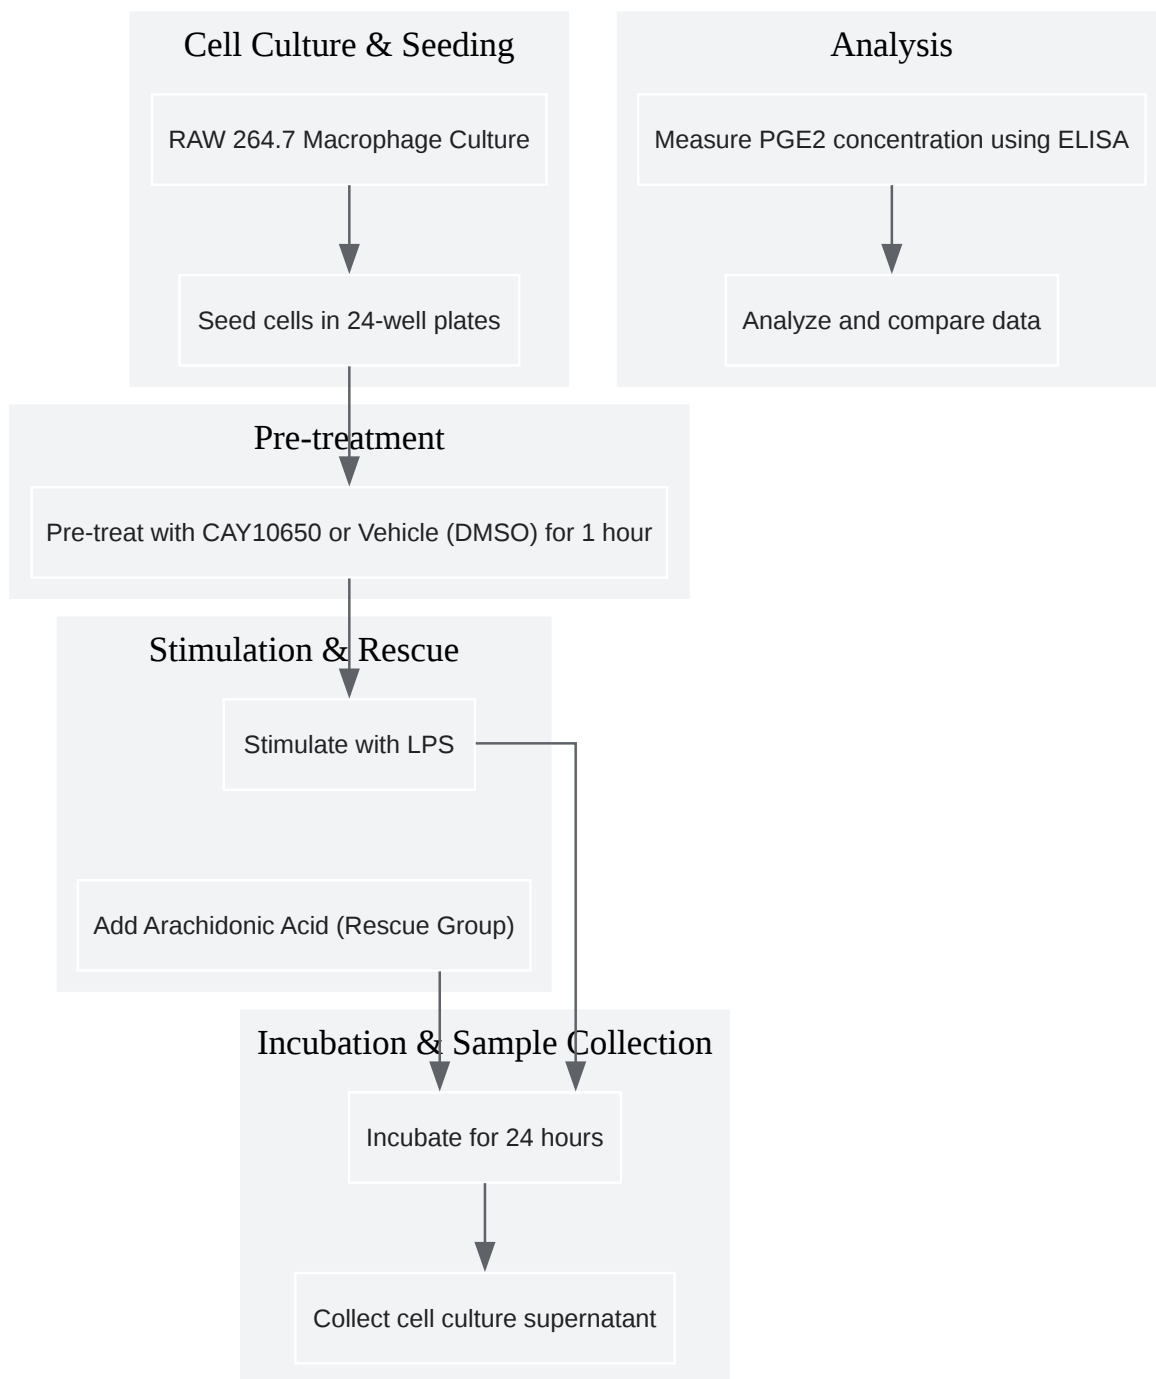 Cell Culture & Seeding
RAW 264.7 Macrophage Culture
Seed cells in 24-well plates
Analysis
Measure PGE2 concentration using ELISA
Analyze and compare data
Pre-treatment
Pre-treat with CAY10650 or Vehicle (DMSO) for 1 hour
Stimulation & Rescue
Stimulate with LPS
Add Arachidonic Acid (Rescue Group)
Incubation & Sample Collection
Incubate for 24 hours
Collect cell culture supernatant